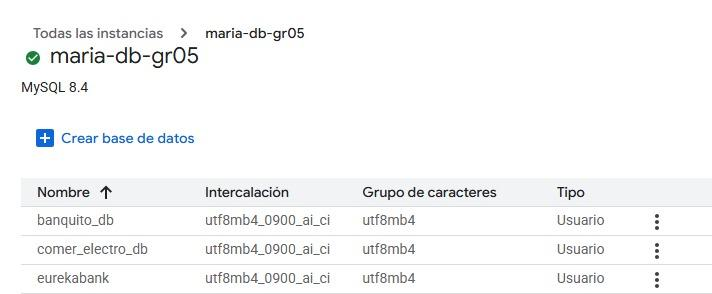 Todas las instancias > maria-db-gr05
maria-db-gr05
MySQL 8.4
Crear base de datos
Nombre ↑ Intercalación Grupo de caracteres Tipo
banquito_db utf8mb4_0900_ai_ci utf8mb4 Usuario
comer_electro_db utf8mb4_0900_ai_ci utf8mb4 Usuario
eurekabank utf8mb4_0900_ai_ci utf8mb4 Usuario